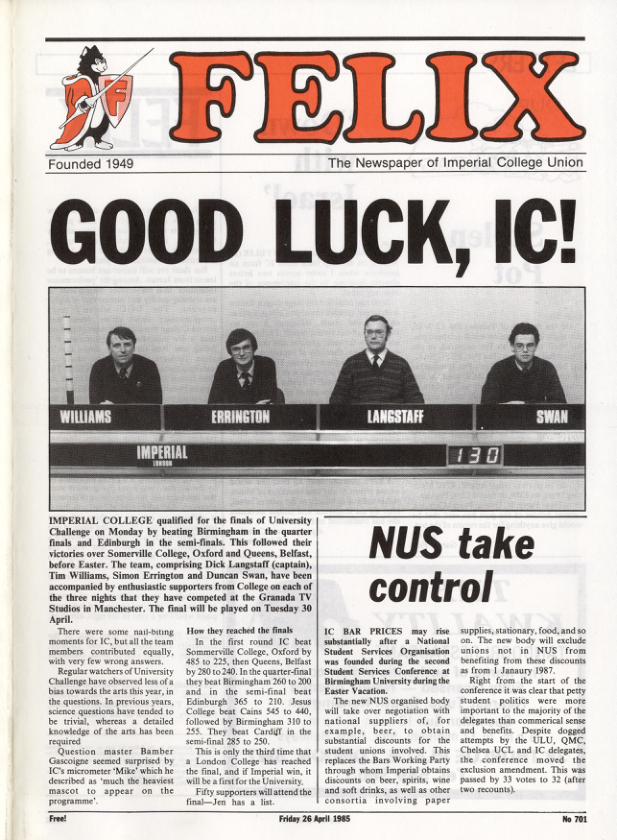 FELIX
Founded 1949
The Newspaper of Imperial College Union
GOOD LUCK, IC!
WILLIAMS
ERRINGTON
LANGSTAFF
SWAN
IMPERIAL
LONDON
130
IMPERIAL COLLEGE qualified for the finals of University
Challenge on Monday by beating Birmingham in the quarter
finals and Edinburgh in the semi-finals. This followed their
victories over Somerville College, Oxford and Queens, Belfast,
before Easter. The team, comprising Dick Langstaff (captain),
Tim Williams, Simon Errington and Duncan Swan, have been
accompanied by enthusiastic supporters from College on each of
the three nights that they have competed at the Granada TV
Studios in Manchester. The final will be played on Tuesday 30
April.
There were some nail-biting
moments for IC, but all the team
members contributed equally,
with very few wrong answers.
Regular watchers of University
Challenge have observed less of a
bias towards the arts this year, in
the questions. In previous years,
science questions have tended to
be trivial, whereas a detailed
knowledge of the arts has been
required
Question master Bamber
Gascoigne seemed surprised by
IC's micrometer 'Mike' which he
described as 'much the heaviest
mascot to appear on the
programme'.
How they reached the finals
In the first round IC beat
Sommerville College, Oxford by
485 to 225, then Queens, Belfast
by 280 to 240. In the quarter-final
they beat Birmingham 260 to 200
and in the semi-final beat
Edinburgh 365 to 210. Jesus
College beat Cains 545 to 440,
followed by Birmingham 310 to
255. They beat Cardiff in the
semi-final 285 to 250.
This is only the third time that
a London College has reached
the final, and if Imperial win, it
will be a first for the University.
Fifty supporters will attend the
final—Jen has a list.
NUS take
control
IC BAR PRICES may rise
substantially after a National
Student Services Organisation
was founded during the second
Student Services Conference at
Birmingham University during the
Easter Vacation.
The new NUS organised body
will take over negotiation with
national suppliers of, for
example, beer, to obtain
substantial discounts for the
student unions involved. This
replaces the Bars Working Party
through whom Imperial obtains
discounts on beer, spirits, wine
and soft drinks, as well as other
consortia involving paper
supplies, stationary, food, and so
on. The new body will exclude
unions not in NUS from
benefiting from these discounts
as from 1 Janaury 1987.
Right from the start of the
conference it was clear that petty
student politics were more
important to the majority of the
delegates than commerical sense
and benefits. Despite dogged
attempts by the ULU, QMC,
Chelsea UCL and IC delegates,
the conference moved the
exclusion amendment. This was
passed by 33 votes to 32 (after
two recounts).
Free!
Friday 26 April 1985
No 701